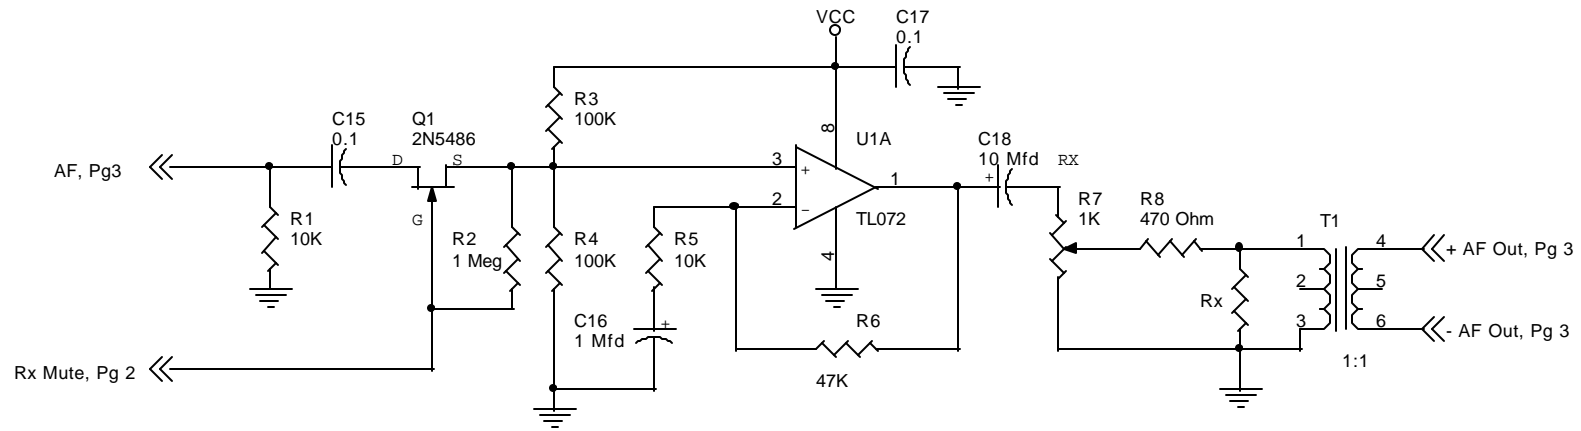 VCC
C17
0.1
R3
100K
C15
0.1
Q1
2N5486
D
S
G
8
U1A
C18
10 Mfd
+
RX
AF, Pg3
3
+
2
−
1
TL072
4
R1
10K
R2
1 Meg
R4
100K
R5
10K
R7
1K
R8
470 Ohm
T1
1
2
3
4
5
6
+ AF Out, Pg 3
- AF Out, Pg 3
Rx
C16
1 Mfd
+
R6
47K
1:1
Rx Mute, Pg 2